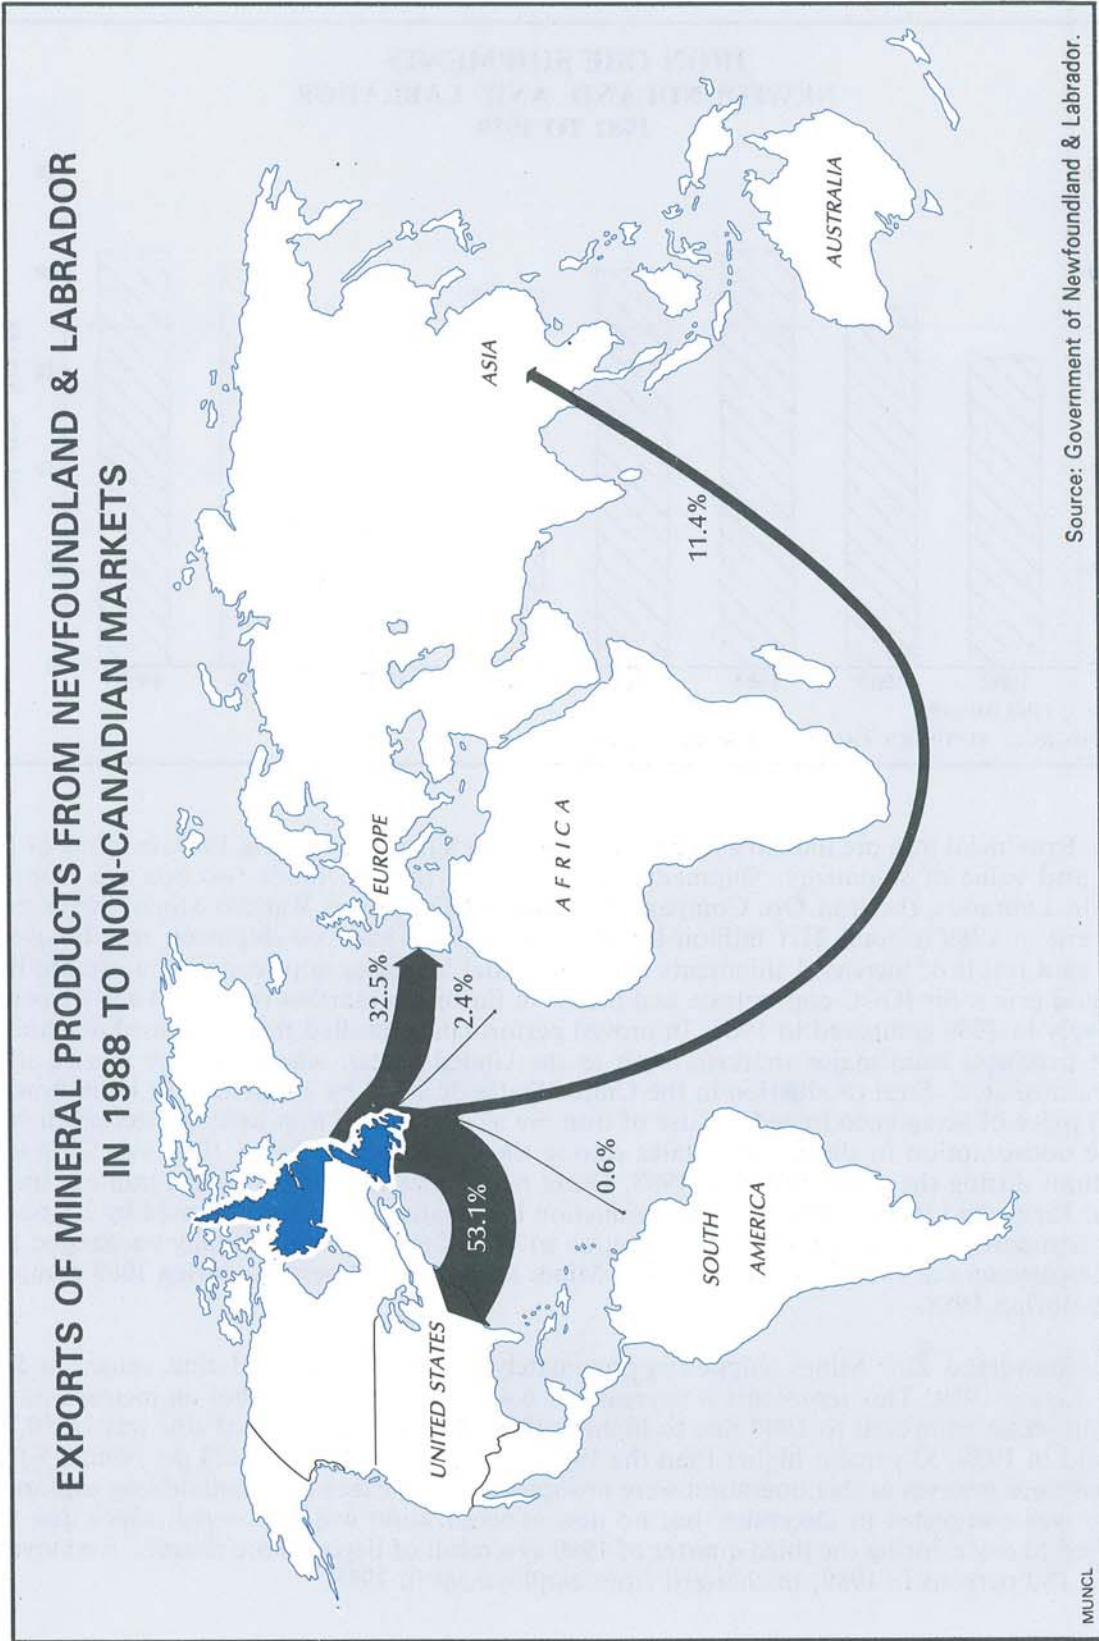 EXPORTS OF MINERAL PRODUCTS FROM NEWFOUNDLAND & LABRADOR
IN 1988 TO NON-CANADIAN MARKETS
UNITED STATES
53.1%
32.5%
2.4%
0.6%
11.4%
EUROPE
ASIA
AFRICA
SOUTH
AMERICA
AUSTRALIA
MUNCL
Source: Government of Newfoundland & Labrador.